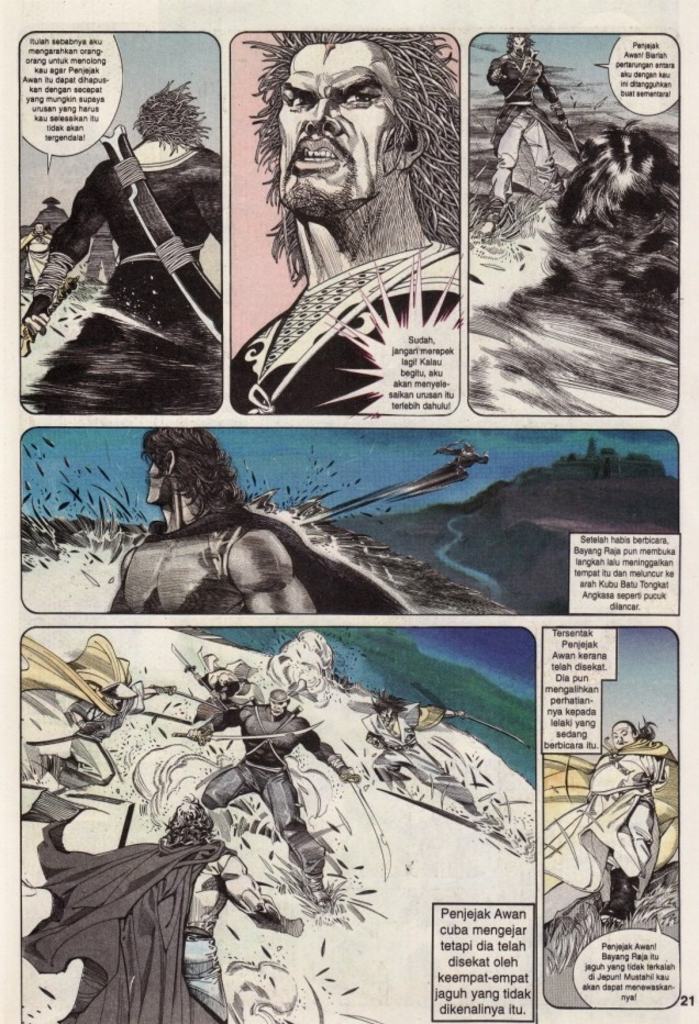 Itulah sebabnya aku
mengarahkan orang-
orang untuk menolong
kau agar Penjejak
Awan itu dapat dihapus-
kan dengan secepat
yang mungkin supaya
urusan yang harus
kau selesaikan itu
tidak akan
tergendala!
Sudah,
jangan merepek
lagi! Kalau
begitu, aku
akan menyele-
saikan urusan itu
terlebih dahulu!
Penjejak
Awan! Biarlah
pertarungan antara
aku dengan kau
ini ditangguhkan
buat sementara!
Setelah habis berbicara,
Bayang Raja pun membuka
langkah lalu meninggalkan
tempat itu dan meluncur ke
arah Kubu Batu Tongkat
Angkasa seperti pucuk
dilancar.
Penjejak Awan
cuba mengejar
tetapi dia telah
disekat oleh
keempat-empat
jaguh yang tidak
dikenalinya itu.
Tersentak
Penjejak
Awan kerana
telah disekat.
Dia pun
mengalihkan
perhatian-
nya kepada
lelaki yang
sedang
berbicara itu.
Penjejak Awan!
Bayang Raja itu
jaguh yang tidak terkalah
di Jepun! Mustahil kau
akan dapat menewaskan-
nya!
21